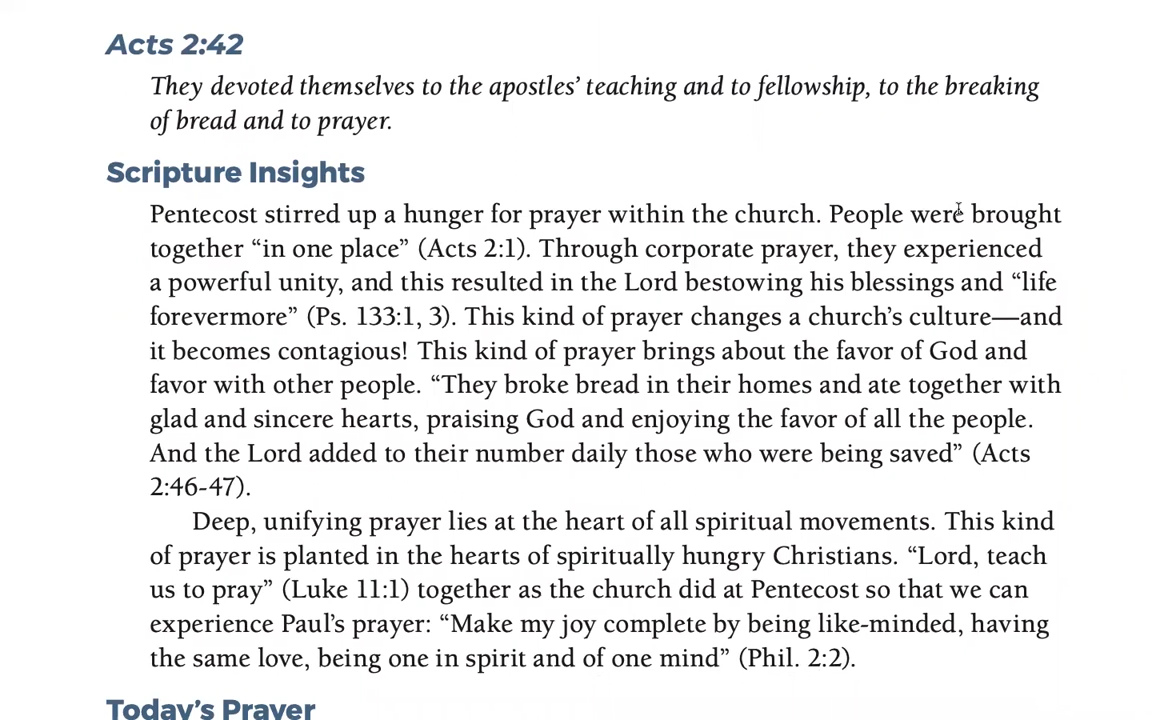 Acts 2:42
They devoted themselves to the apostles’ teaching and to fellowship, to the breaking
of bread and to prayer.
Scripture Insights
Pentecost stirred up a hunger for prayer within the church. People were brought
together “in one place” (Acts 2:1). Through corporate prayer, they experienced
a powerful unity, and this resulted in the Lord bestowing his blessings and “life
forevermore” (Ps. 133:1, 3). This kind of prayer changes a church’s culture—and
it becomes contagious! This kind of prayer brings about the favor of God and
favor with other people. “They broke bread in their homes and ate together with
glad and sincere hearts, praising God and enjoying the favor of all the people.
And the Lord added to their number daily those who were being saved” (Acts
2:46-47).
Deep, unifying prayer lies at the heart of all spiritual movements. This kind
of prayer is planted in the hearts of spiritually hungry Christians. “Lord, teach
us to pray” (Luke 11:1) together as the church did at Pentecost so that we can
experience Paul’s prayer: “Make my joy complete by being like-minded, having
the same love, being one in spirit and of one mind” (Phil. 2:2).
Today’s Prayer